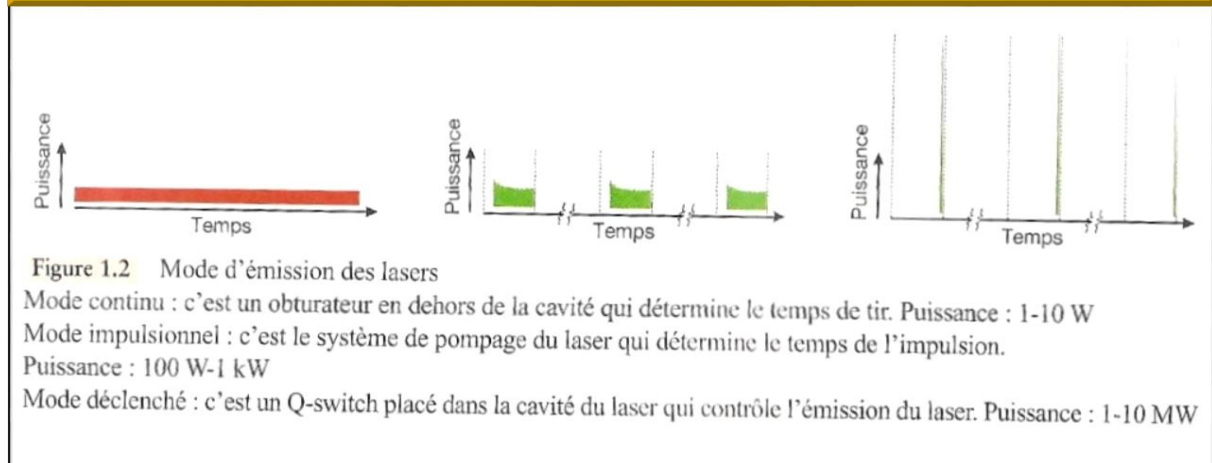 Puissance
Temps
Puissance
Temps
Puissance
Temps
Figure 1.2 Mode d'émission des lasers
Mode continu : c'est un obturateur en dehors de la cavité qui détermine le temps de tir. Puissance : 1-10 W
Mode impulsionnel : c'est le système de pompage du laser qui détermine le temps de l'impulsion.
Puissance : 100 W-1 kW
Mode déclenché : c'est un Q-switch placé dans la cavité du laser qui contrôle l'émission du laser. Puissance : 1-10 MW